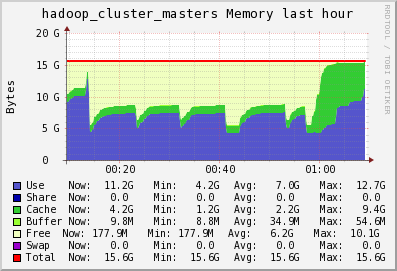 hadoop_cluster_masters Memory last hour
RRDTOOL / TOBI OETIKER
Bytes
20 G
15 G
10 G
5 G
0
00:20 00:40 01:00
Use Now: 11.2G Min: 4.2G Avg: 7.0G Max: 12.7G
Share Now: 0.0 Min: 0.0 Avg: 0.0 Max: 0.0
Cache Now: 4.2G Min: 1.2G Avg: 2.2G Max: 9.4G
Buffer Now: 9.8M Min: 8.8M Avg: 34.9M Max: 54.6M
Free Now: 177.9M Min: 177.9M Avg: 6.2G Max: 10.1G
Swap Now: 0.0 Min: 0.0 Avg: 0.0 Max: 0.0
Total Now: 15.6G Min: 15.6G Avg: 15.6G Max: 15.6G